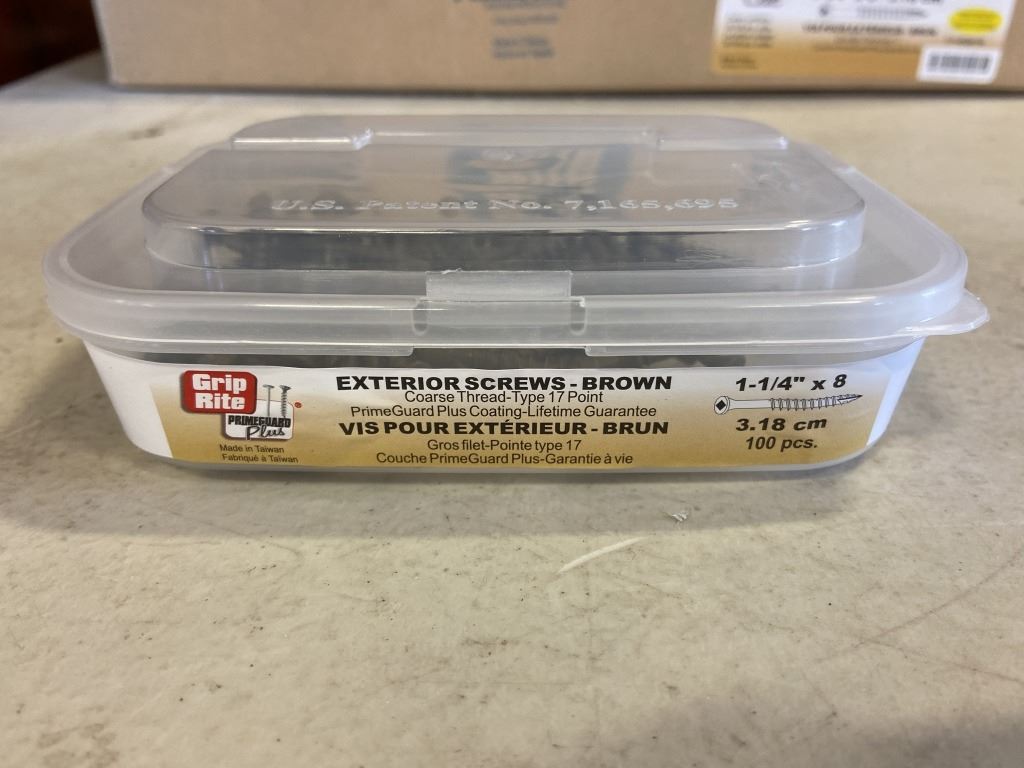 U.S. Patent No. 7,165,695
Grip
Rite
PRIMEGUARD
Plus
®
Made in Taiwan
Fabriqué à Taïwan
EXTERIOR SCREWS - BROWN
Coarse Thread-Type 17 Point
PrimeGuard Plus Coating-Lifetime Guarantee
VIS POUR EXTÉRIEUR - BRUN
Gros filet-Pointe type 17
Couche PrimeGuard Plus-Garantie à vie
1-1/4" x 8
3.18 cm
100 pcs.